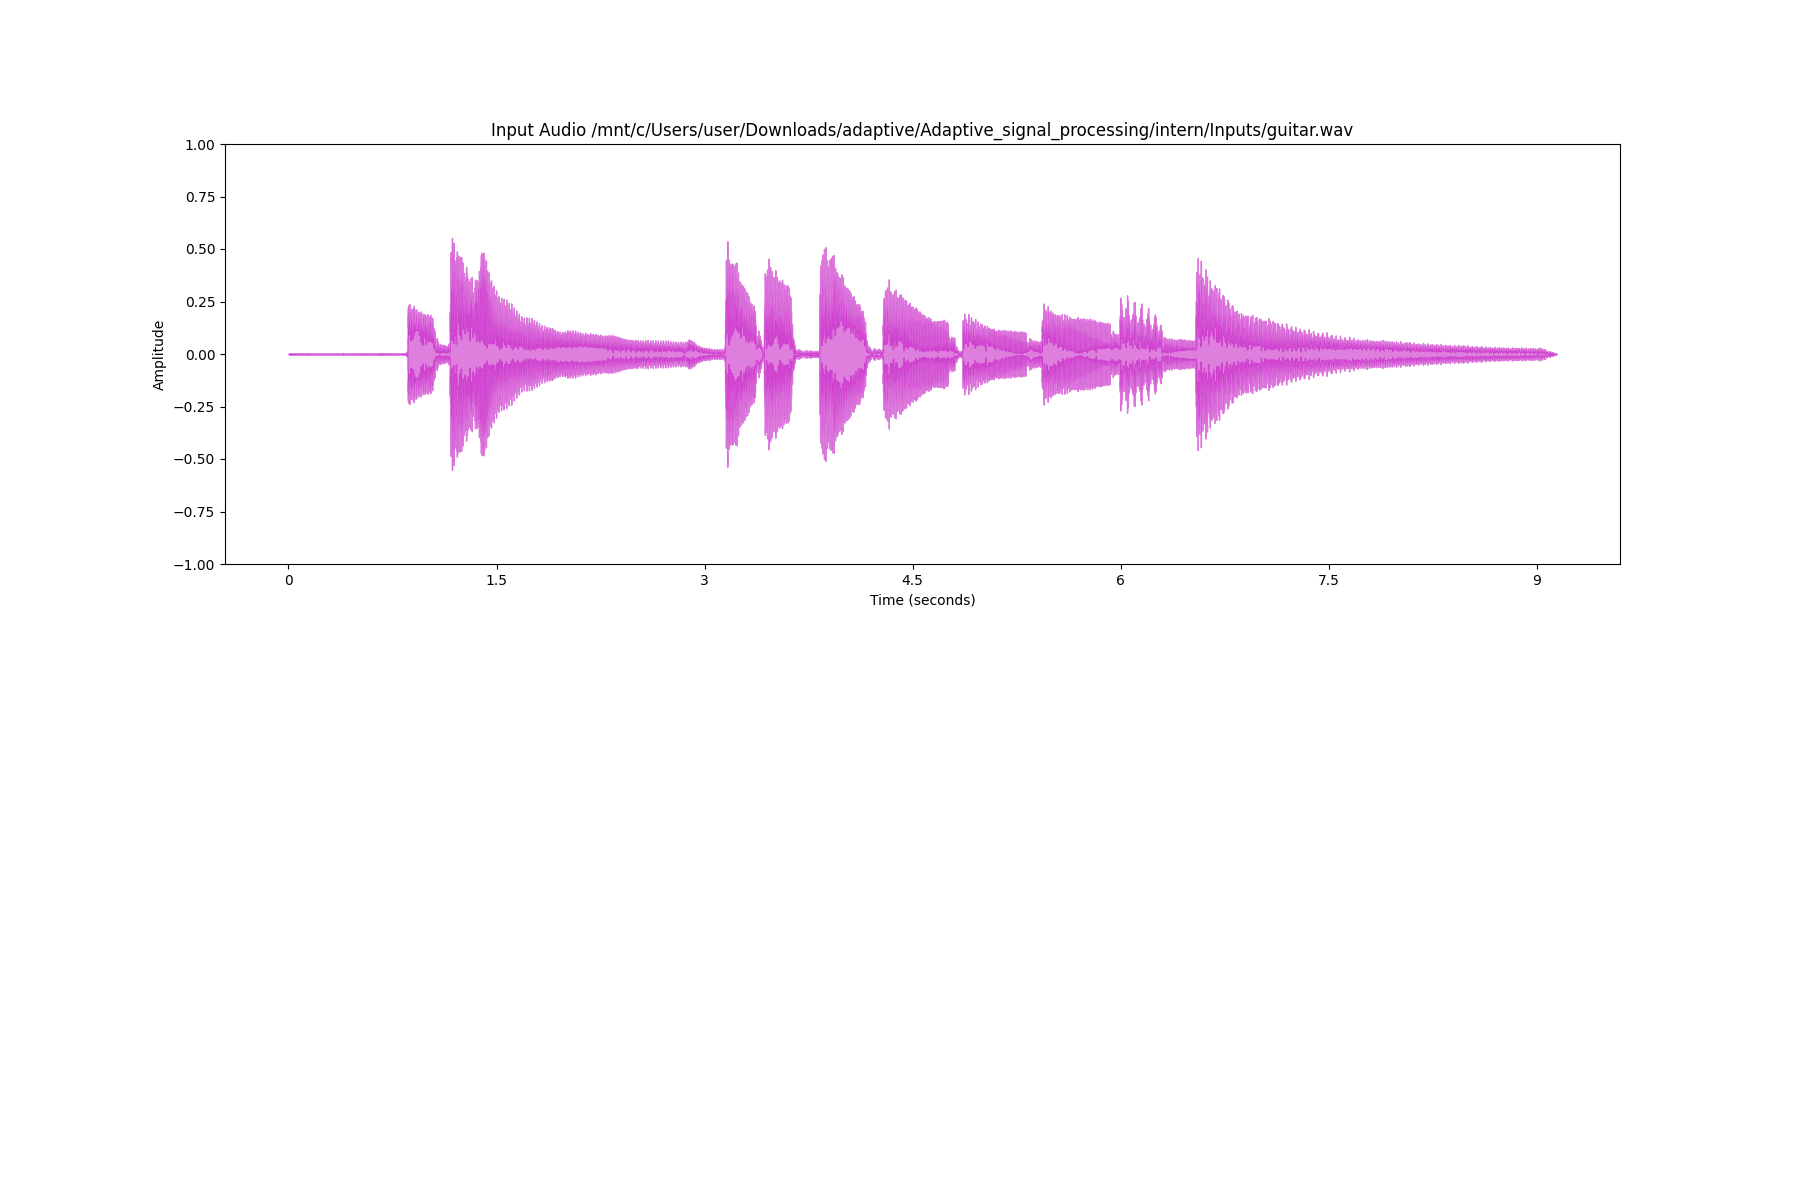 Input Audio /mnt/c/Users/user/Downloads/adaptive/Adaptive_signal_processing/intern/Inputs/guitar.wav
1.00
0.75
0.50
0.25
0.00
−0.25
−0.50
−0.75
−1.00
Amplitude
0 1.5 3 4.5 6 7.5 9
Time (seconds)